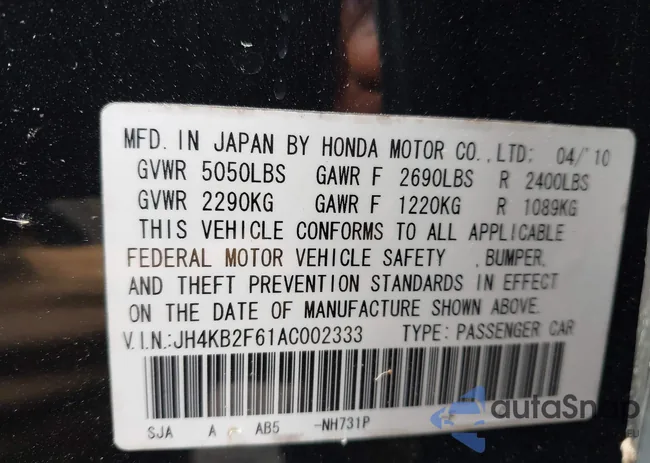 MFD. IN JAPAN BY HONDA MOTOR CO.,LTD: 04/'10
GVWR 5050LBS GAWR F 2690LBS R 2400LBS
GVWR 2290KG GAWR F 1220KG R 1089KG
THIS VEHICLE CONFORMS TO ALL APPLICABLE
FEDERAL MOTOR VEHICLE SAFETY , BUMPER,
AND THEFT PREVENTION STANDARDS IN EFFECT
ON THE DATE OF MANUFACTURE SHOWN ABOVE.
V.I.N.:JH4KB2F61AC002333 TYPE: PASSENGER CAR
SJA A AB5 -NH731P
autaSnap